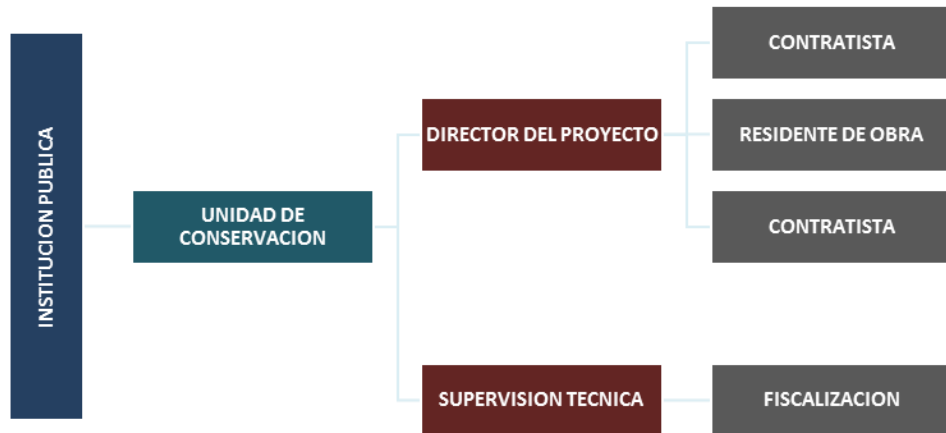 INSTITUCION PUBLICA
UNIDAD DE
CONSERVACION
DIRECTOR DEL PROYECTO
CONTRATISTA
RESIDENTE DE OBRA
CONTRATISTA
SUPERVISION TECNICA
FISCALIZACION